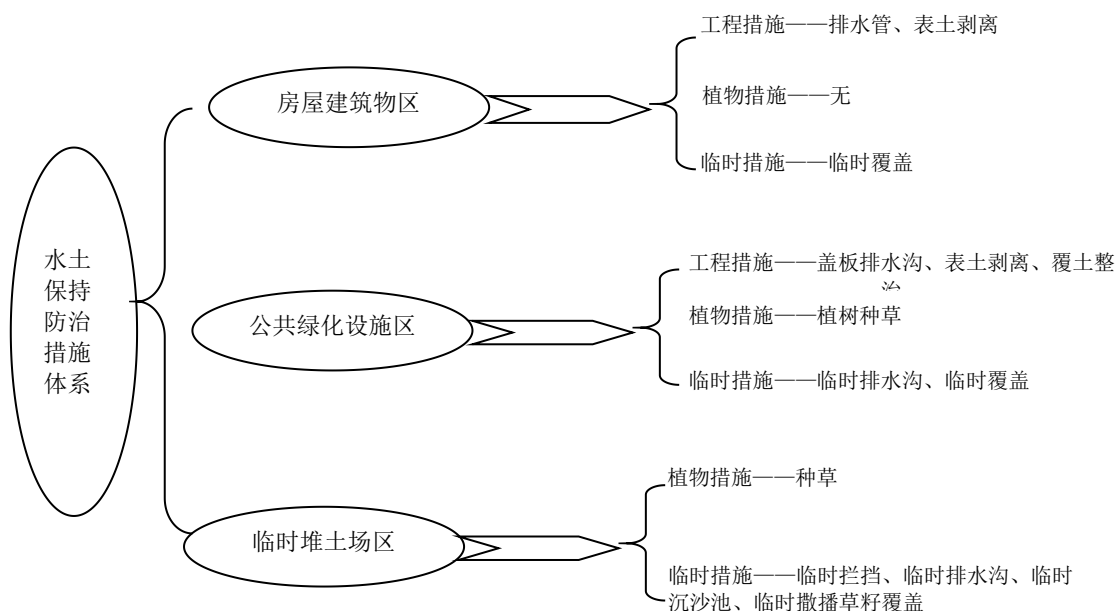 工程措施——排水管、表土剥离
房屋建筑物区
植物措施——无
临时措施——临时覆盖
水土
保持
防治
措施
体系
工程措施——盖板排水沟、表土剥离、覆土整
公共绿化设施区
植物措施——植树种草
临时措施——临时排水沟、临时覆盖
植物措施——种草
临时堆土场区
临时措施——临时拦挡、临时排水沟、临时
沉沙池、临时撒播草籽覆盖